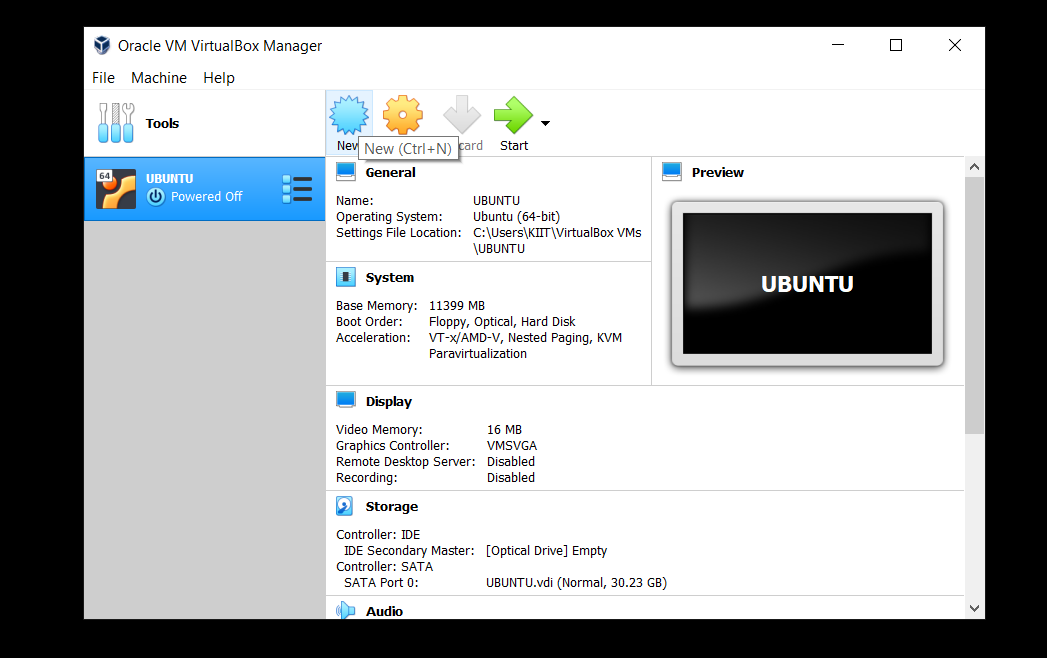 Oracle VM VirtualBox Manager
File Machine Help
Tools
New
card
Start
New (Ctrl+N)
64
UBUNTU
Powered Off
General
Name: UBUNTU
Operating System: Ubuntu (64-bit)
Settings File Location: C:\Users\KIIT\VirtualBox VMs
\UBUNTU
System
Base Memory: 11399 MB
Boot Order: Floppy, Optical, Hard Disk
Acceleration: VT-x/AMD-V, Nested Paging, KVM
Paravirtualization
Preview
UBUNTU
Display
Video Memory: 16 MB
Graphics Controller: VMSVGA
Remote Desktop Server: Disabled
Recording: Disabled
Storage
Controller: IDE
IDE Secondary Master: [Optical Drive] Empty
Controller: SATA
SATA Port 0: UBUNTU.vdi (Normal, 30.23 GB)
Audio